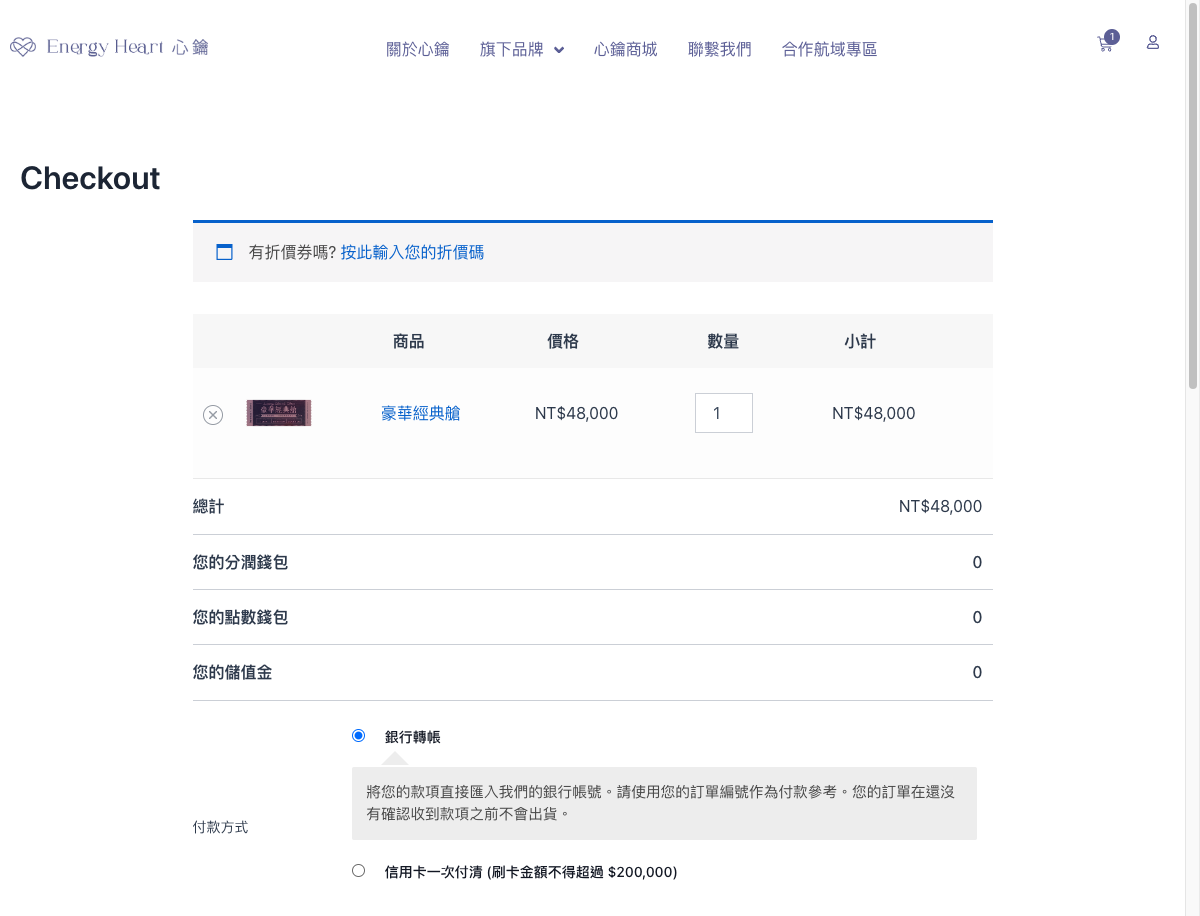 Energy Heart 心鑰
關於心鑰 旗下品牌 心鑰商城 聯繫我們 合作航域專區
1
Checkout
有折價券嗎? 按此輸入您的折價碼
商品 價格 數量 小計
豪華經典艙
豪華經典艙 NT$48,000 1 NT$48,000
總計 NT$48,000
您的分潤錢包 0
您的點數錢包 0
您的儲值金 0
銀行轉帳
將您的款項直接匯入我們的銀行帳號。請使用您的訂單編號作為付款參考。您的訂單在還沒
有確認收到款項之前不會出貨。
付款方式
信用卡一次付清 (刷卡金額不得超過 $200,000)